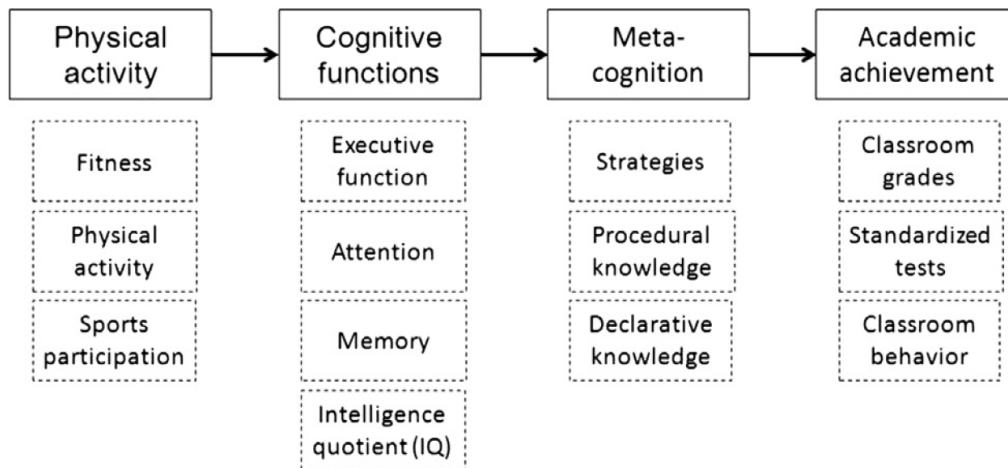 Physical
activity
Cognitive
functions
Meta-
cognition
Academic
achievement
Fitness
Physical
activity
Sports
participation
Executive
function
Attention
Memory
Intelligence
quotient (IQ)
Strategies
Procedural
knowledge
Declarative
knowledge
Classroom
grades
Standardized
tests
Classroom
behavior